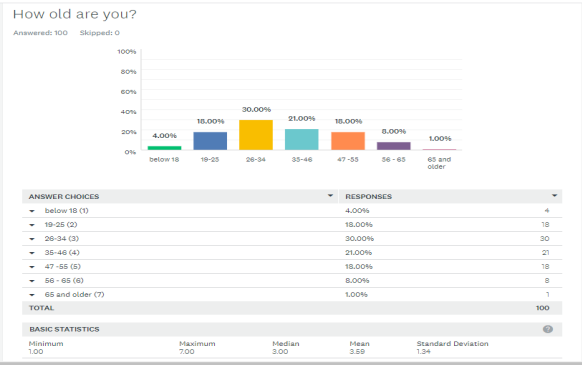 How old are you?
Answered: 100 Skipped: 0
100%
80%
60%
40%
20%
0%
4.00%
18.00%
30.00%
21.00%
18.00%
8.00%
1.00%
below 18 19-25 26-34 35-46 47 -55 56 - 65 65 and
older
ANSWER CHOICES RESPONSES
below 18 (1) 4.00% 4
19-25 (2) 18.00% 18
26-34 (3) 30.00% 30
35-46 (4) 21.00% 21
47 -55 (5) 18.00% 18
56 - 65 (6) 8.00% 8
65 and older (7) 1.00% 1
TOTAL 100
BASIC STATISTICS ?
Minimum Maximum Median Mean Standard Deviation
1.00 7.00 3.00 3.59 1.34